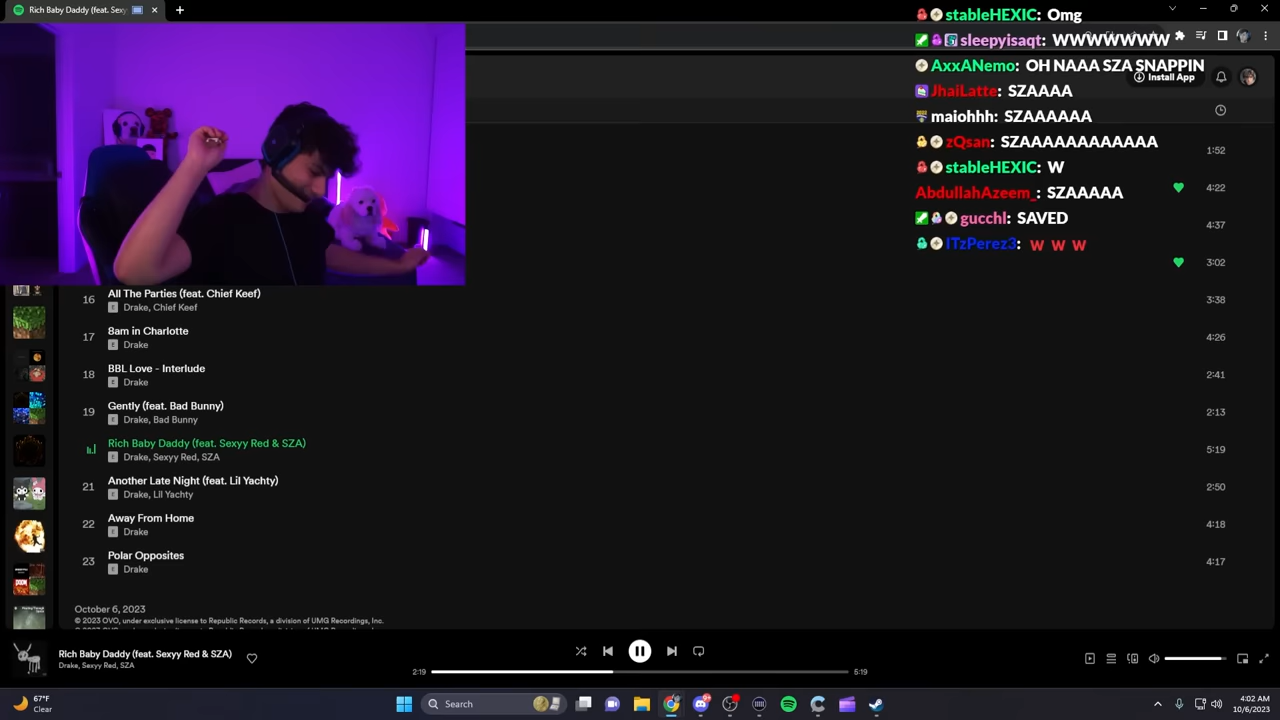 Rich Baby Daddy (feat. Sexy
stableHEXIC: Omg
sleepyisaqt: WWWWWWW
AxxANemo: OH NAAA SZA SNAPPIN
Install App
JhaiLatte: SZAAAA
maiohhh: SZAAAAAA
zQsan: SZAAAAAAAAAAAA
1:52
stableHEXIC: W
AbdullahAzeem_: SZAAAAA
4:22
gucchl: SAVED
4:37
ITzPerez3: W W W
3:02
16 All The Parties (feat. Chief Keef) 3:38
E Drake, Chief Keef
17 8am in Charlotte 4:26
E Drake
18 BBL Love - Interlude 2:41
E Drake
19 Gently (feat. Bad Bunny) 2:13
E Drake, Bad Bunny
Rich Baby Daddy (feat. Sexyy Red & SZA) 5:19
E Drake, Sexyy Red, SZA
21 Another Late Night (feat. Lil Yachty) 2:50
E Drake, Lil Yachty
22 Away From Home 4:18
E Drake
23 Polar Opposites 4:17
E Drake
October 6, 2023
© 2023 OVO, under exclusive license to Republic Records, a division of UMG Recordings, Inc.
Rich Baby Daddy (feat. Sexyy Red & SZA)
Drake, Sexyy Red, SZA
2:19 5:19
67°F
Clear
Search
4:02 AM
10/6/2023